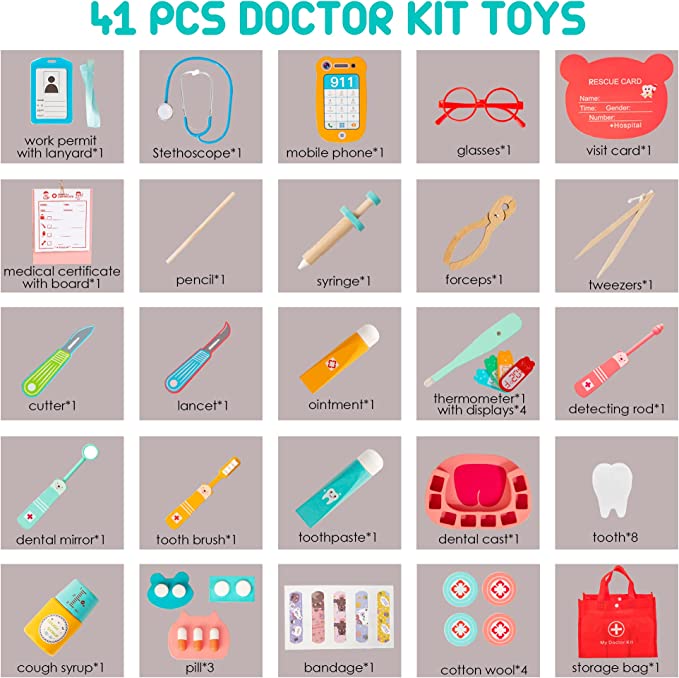 41 PCS DOCTOR KIT TOYS
work permit
with lanyard*1
Stethoscope*1
911
mobile phone*1
glasses*1
RESCUE CARD
Name:
Time: Gender:
Number:
+Hospital
visit card*1
medical certificate
with board*1
pencil*1
syringe*1
forceps*1
tweezers*1
cutter*1
lancet*1
ointment*1
thermometer*1
with displays*4
detecting rod*1
dental mirror*1
tooth brush*1
toothpaste*1
dental cast*1
tooth*8
cough syrup*1
pill*3
bandage*1
cotton wool*4
My Doctor Kit
storage bag*1